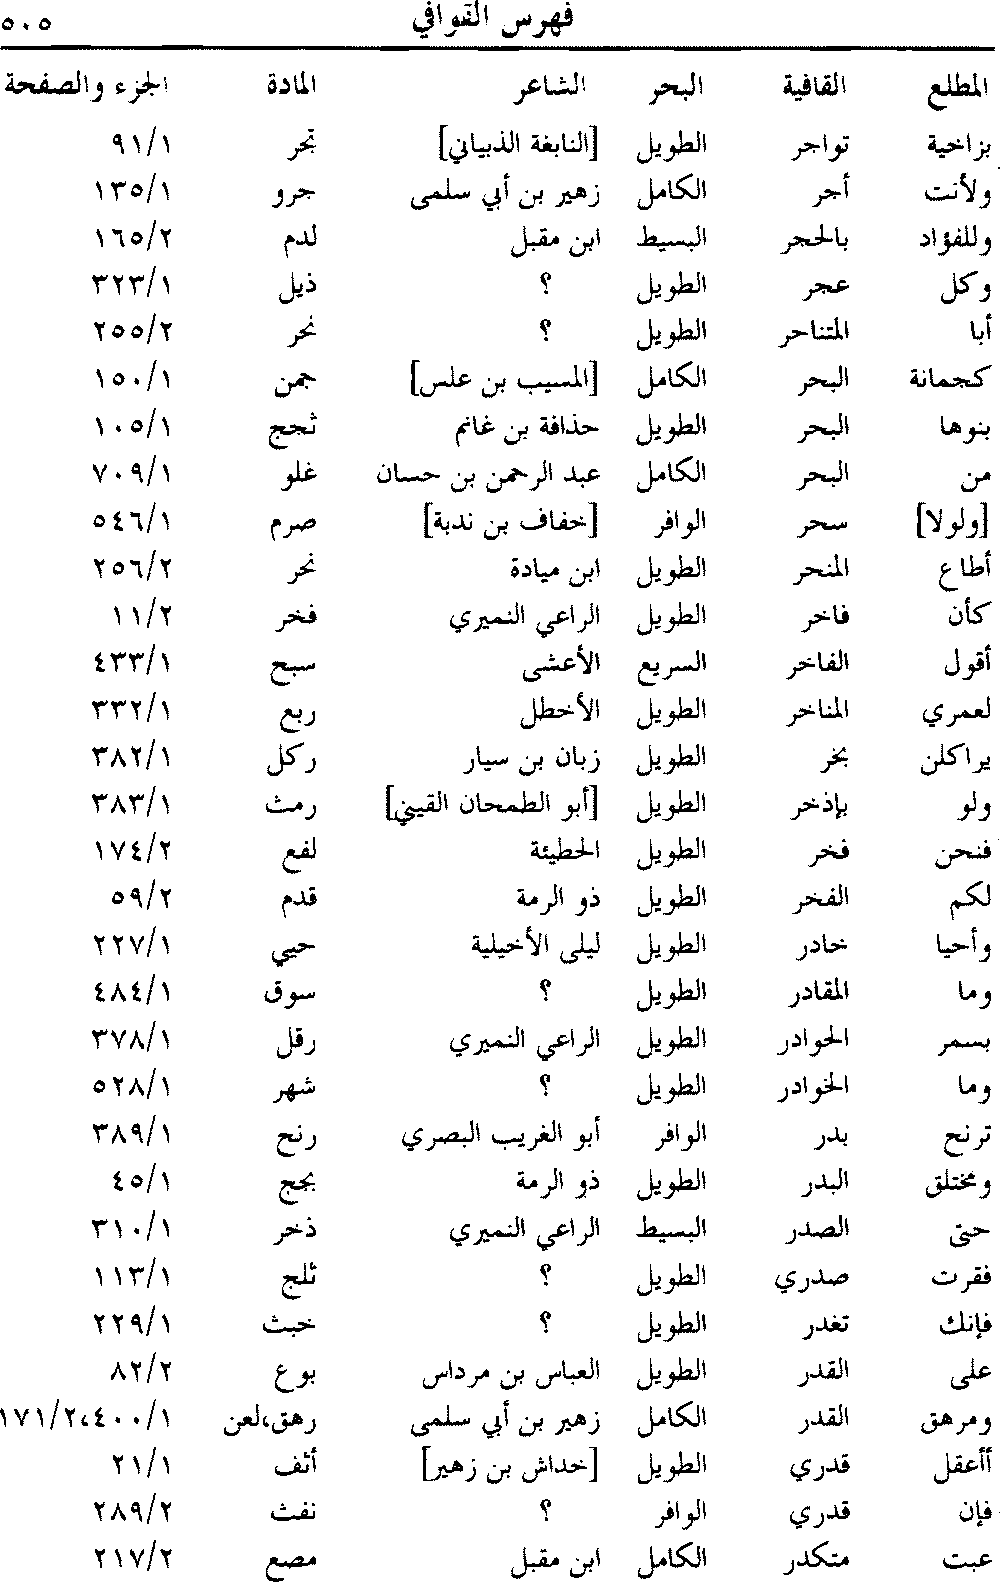 فهرس القوافي ٥٠٥
المطلع القافية البحر الشاعر المادة الجزء والصفحة
بزاخية تواجر الطويل [النابغة الذبياني] تجر ٩١/١
ولأنت أجر الكامل زهير بن أبي سلمى جرو ١٣٥/١
وللفؤاد بالحجر البسيط ابن مقبل لدم ١٦٥/٢
وكل عجر الطويل ؟ ذيل ٣٢٣/١
أبا المتناحر الطويل ؟ نحر ٢٥٥/٢
كجمانة البحر الكامل [المسيب بن علس] جمن ١٥٠/١
بنوها البحر الطويل حذافة بن غانم ثجج ١٠٥/١
من البحر الكامل عبد الرحمن بن حسان غلو ٧٠٩/١
[ولولا] سحر الوافر [خفاف بن ندبة] صرم ٥٤٦/١
أطاع المنحر الطويل ابن ميادة نحر ٢٥٦/٢
كأن فاخر الطويل الراعي النميري فخر ١١/٢
أقول الفاخر السريع الأعشى سبح ٤٣٣/١
لعمري المناخر الطويل الأخطل ربع ٣٣٢/١
يراكلن بخر الطويل زبان بن سيار ركل ٣٨٢/١
ولو بإذخر الطويل [أبو الطمحان القيني] رمث ٣٨٣/١
فنحن فخر الطويل الحطيئة لفع ١٧٤/٢
لكم الفخر الطويل ذو الرمة قدم ٥٩/٢
وأحيا خادر الطويل ليلى الأخيلية حيي ٢٢٧/١
وما المقادر الطويل ؟ سوق ٤٨٤/١
بسمر الحوادر الطويل الراعي النميري رقل ٣٧٨/١
وما الخوادر الطويل ؟ شهر ٥٢٨/١
ترنح بدر الوافر أبو الغريب البصري رنح ٣٨٩/١
ومختلق البدر الطويل ذو الرمة بجج ٤٥/١
حتى الصدر البسيط الراعي النميري ذخر ٣١٠/١
فقرت صدري الطويل ؟ ثلج ١١٣/١
فإنك تغدر الطويل ؟ خبث ٢٢٩/١
على القدر الطويل العباس بن مرداس بوع ٨٢/٢
ومرهق القدر الكامل زهير بن أبي سلمى رهق،لعن ١٧١/٢،٤٠٠/١
أأعقل قدري الطويل [خداش بن زهير] أثف ٢١/١
فإن قدري الوافر ؟ نفث ٢٨٩/٢
عبت متكدر الكامل ابن مقبل مصع ٢١٧/٢